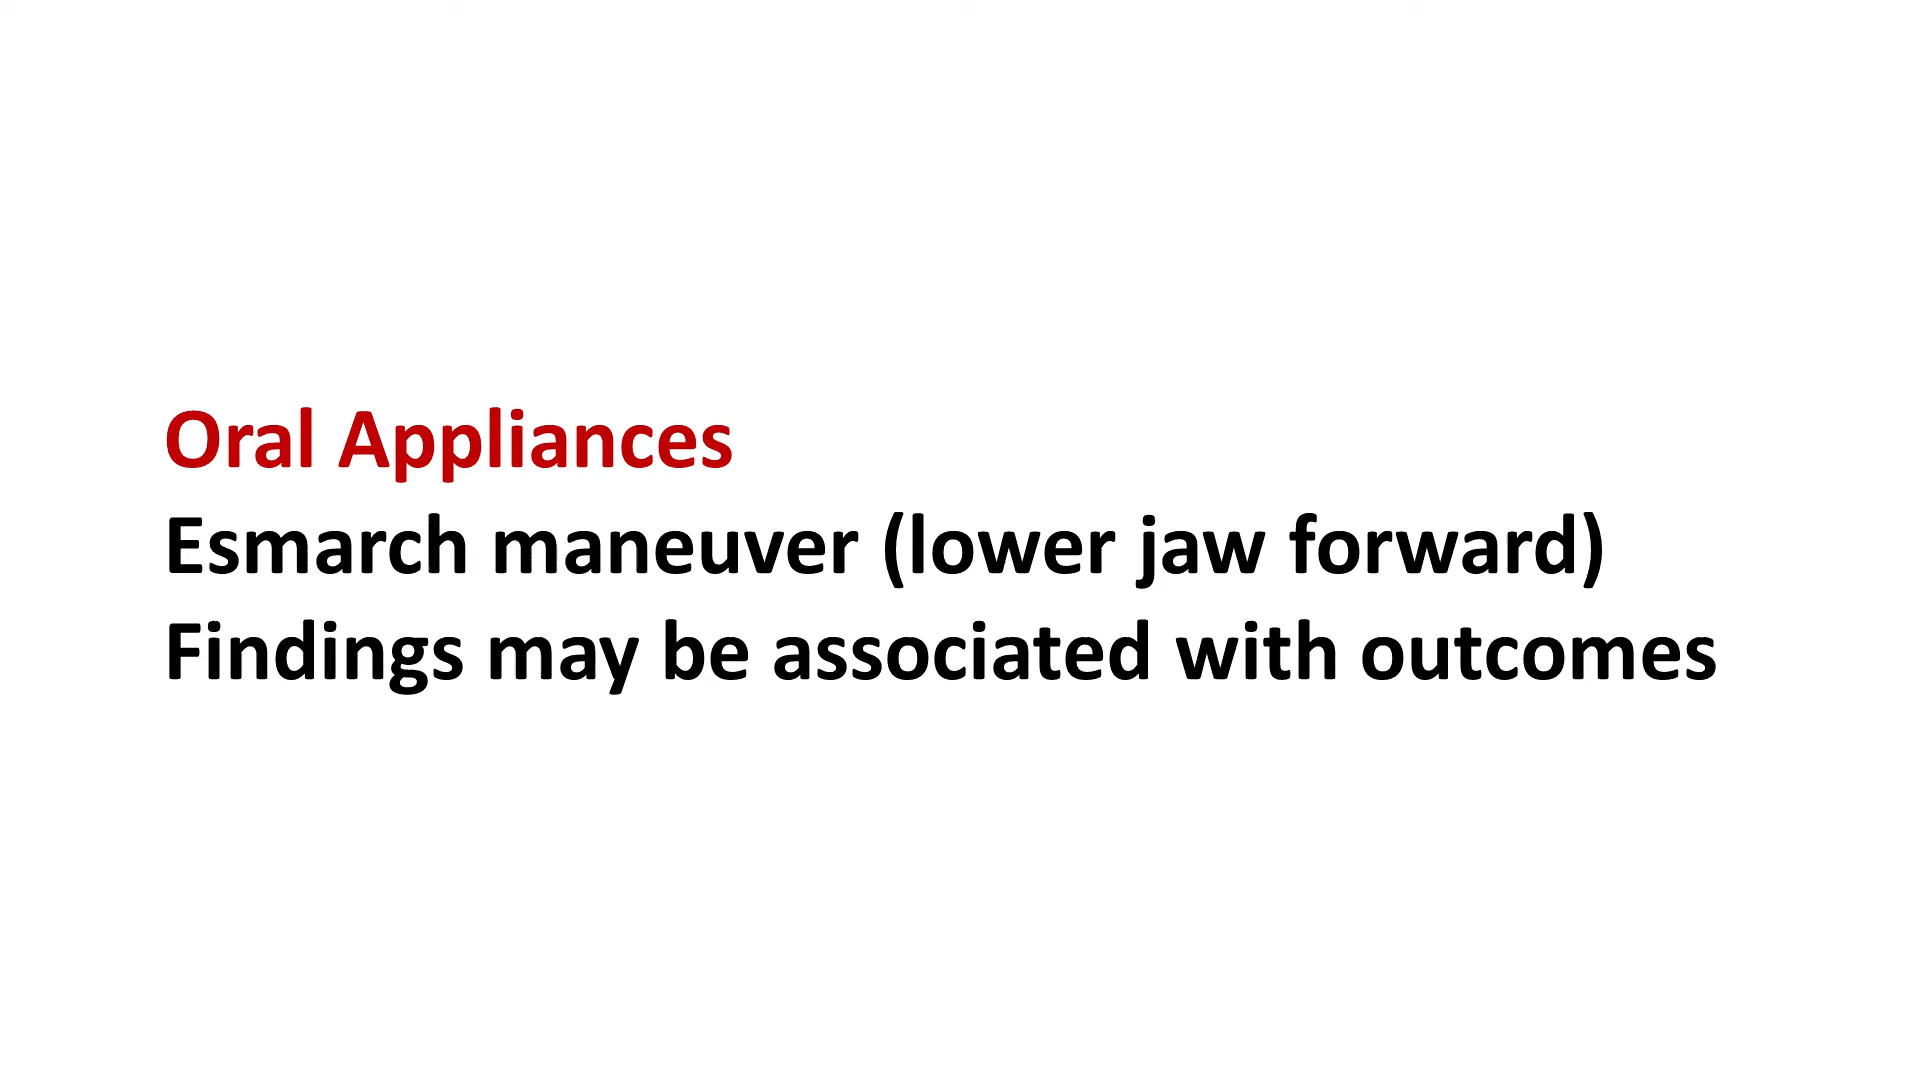 Oral Appliances
Esmarch maneuver (lower jaw forward)
Findings may be associated with outcomes